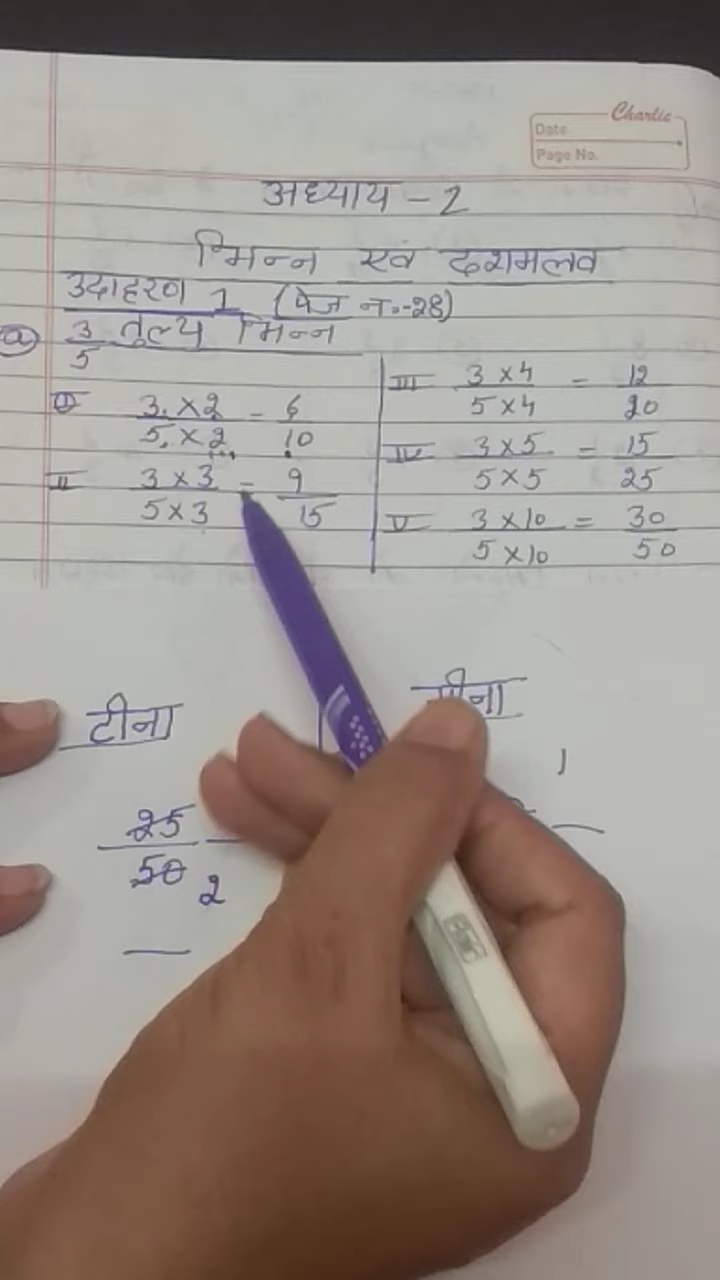 Charlie
Date
Page No.
अध्याय - 2
भिन्न एवं दशमलव
उदाहरण 1 (पेज न.-28)
(a) 3/5 तूल्य भिन्न
I 3 × 2 / 5 × 2 = 6/10
II 3 × 3 / 5 × 3 = 9/15
III 3 × 4 / 5 × 4 = 12/20
IV 3 × 5 / 5 × 5 = 15/25
V 3 × 10 / 5 × 10 = 30/50
टीना
25/50 2
1